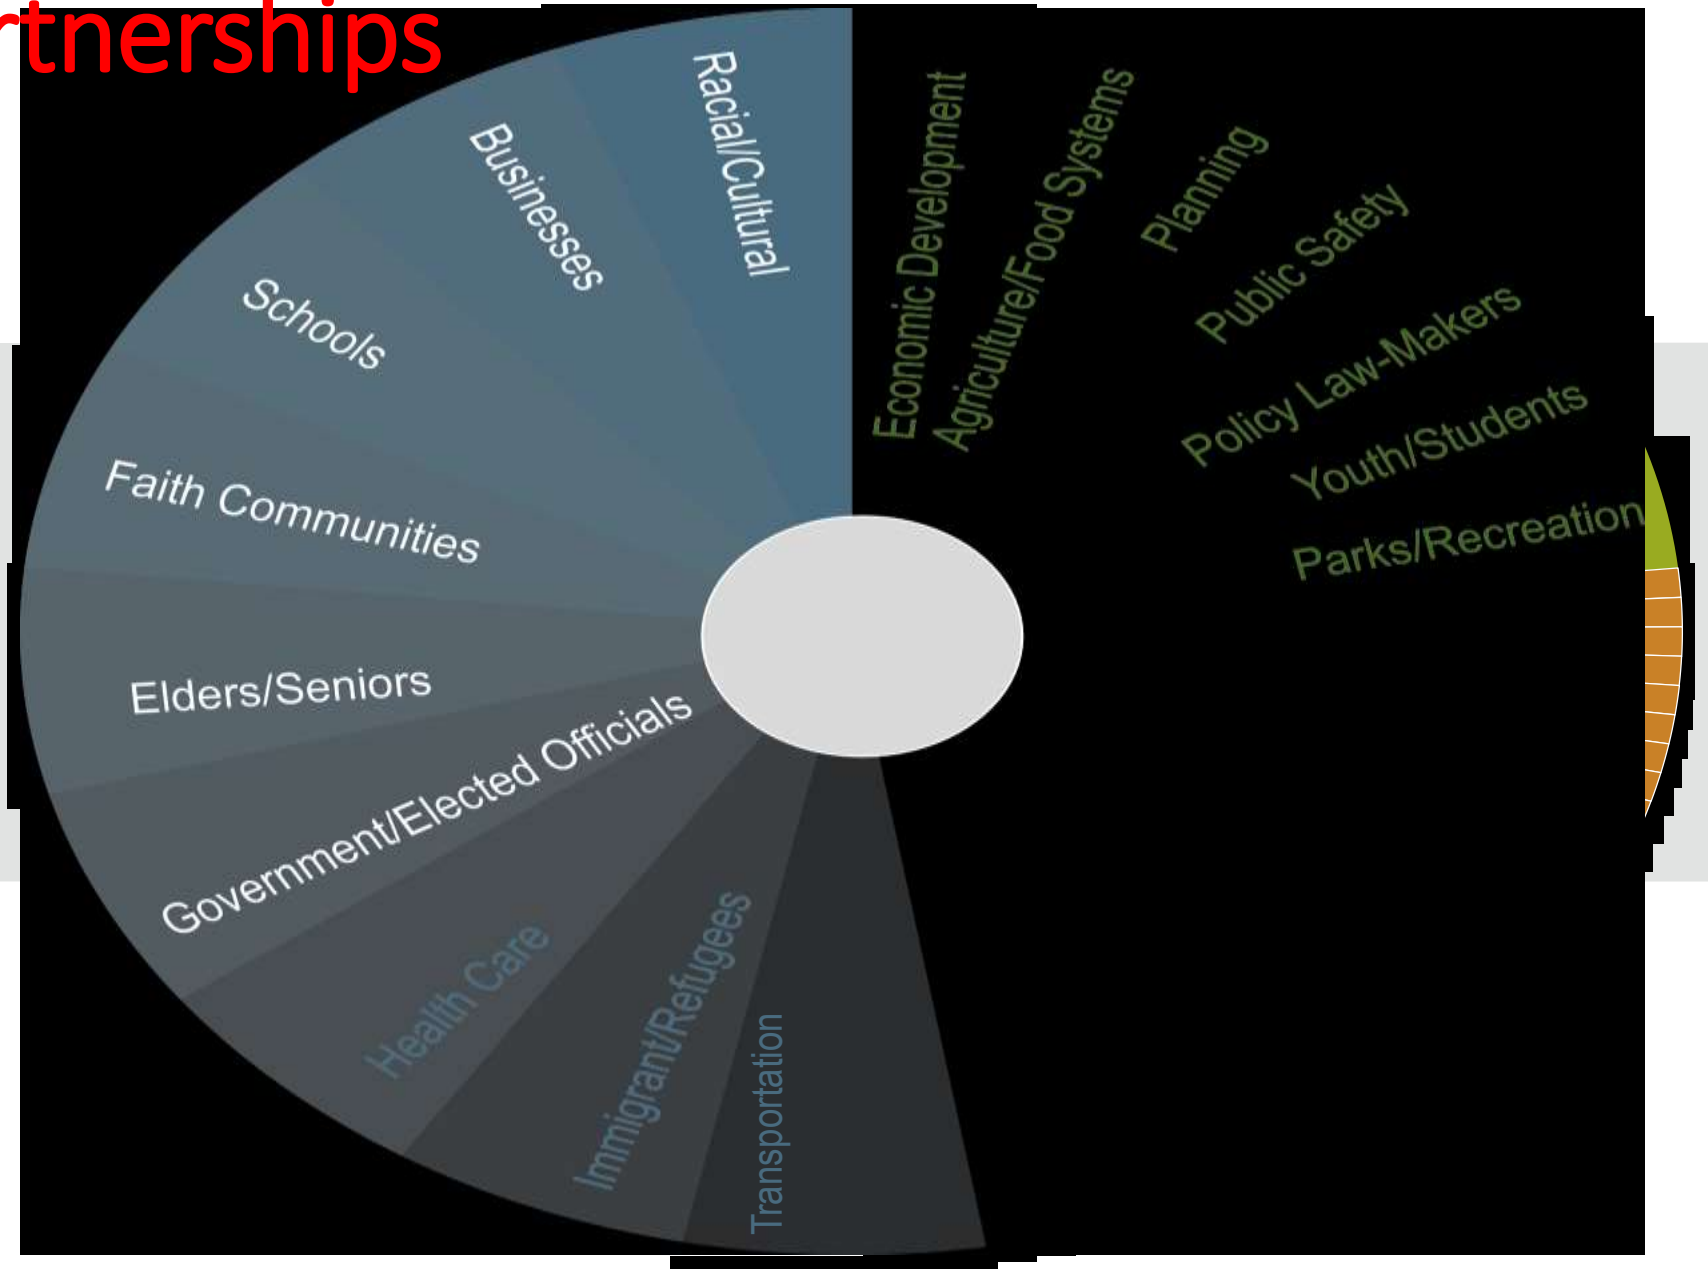 rtnerships
Racial/Cultural
Businesses
Schools
Faith Communities
Elders/Seniors
Government/Elected Officials
Health Care
Immigrant/Refugees
Transportation
Economic Development
Agriculture/Food Systems
Planning
Public Safety
Policy Law-Makers
Youth/Students
Parks/Recreation